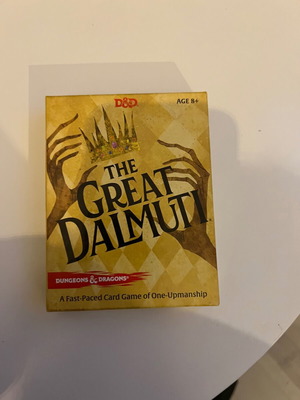 D&D
AGE 8+
THE
GREAT
DALMUTI
DUNGEONS & DRAGONS
A Fast-Paced Card Game of One-Upmanship